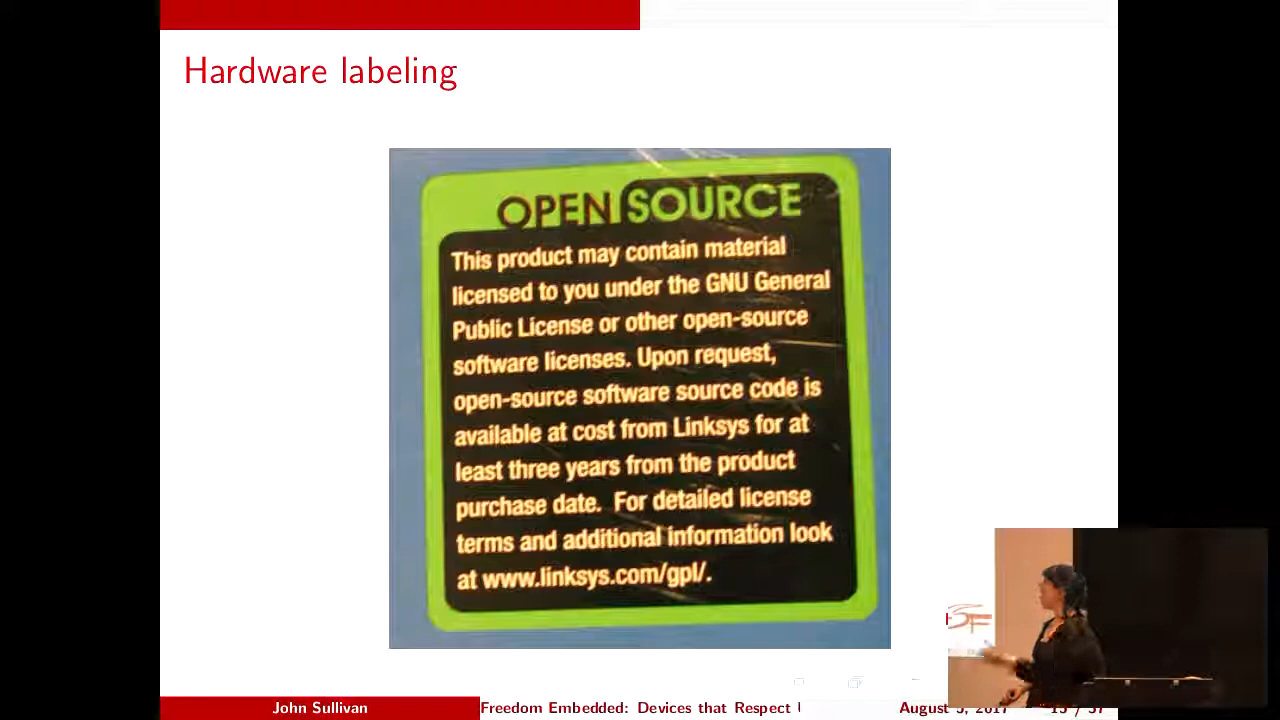 Hardware labeling
OPEN SOURCE
This product may contain material
licensed to you under the GNU General
Public License or other open-source
software licenses. Upon request,
open-source software source code is
available at cost from Linksys for at
least three years from the product
purchase date. For detailed license
terms and additional information look
at www.linksys.com/gpl/.
John Sullivan
Freedom Embedded: Devices that Respect
August 5, 2017